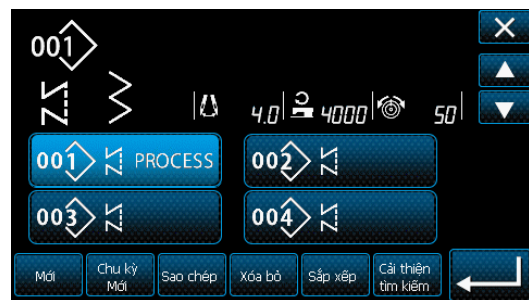 001
4.0 4000 50
001 PROCESS 002
003 004
Mới Chu kỳ Mới Sao chép Xóa bỏ Sắp xếp Cải thiện tìm kiếm